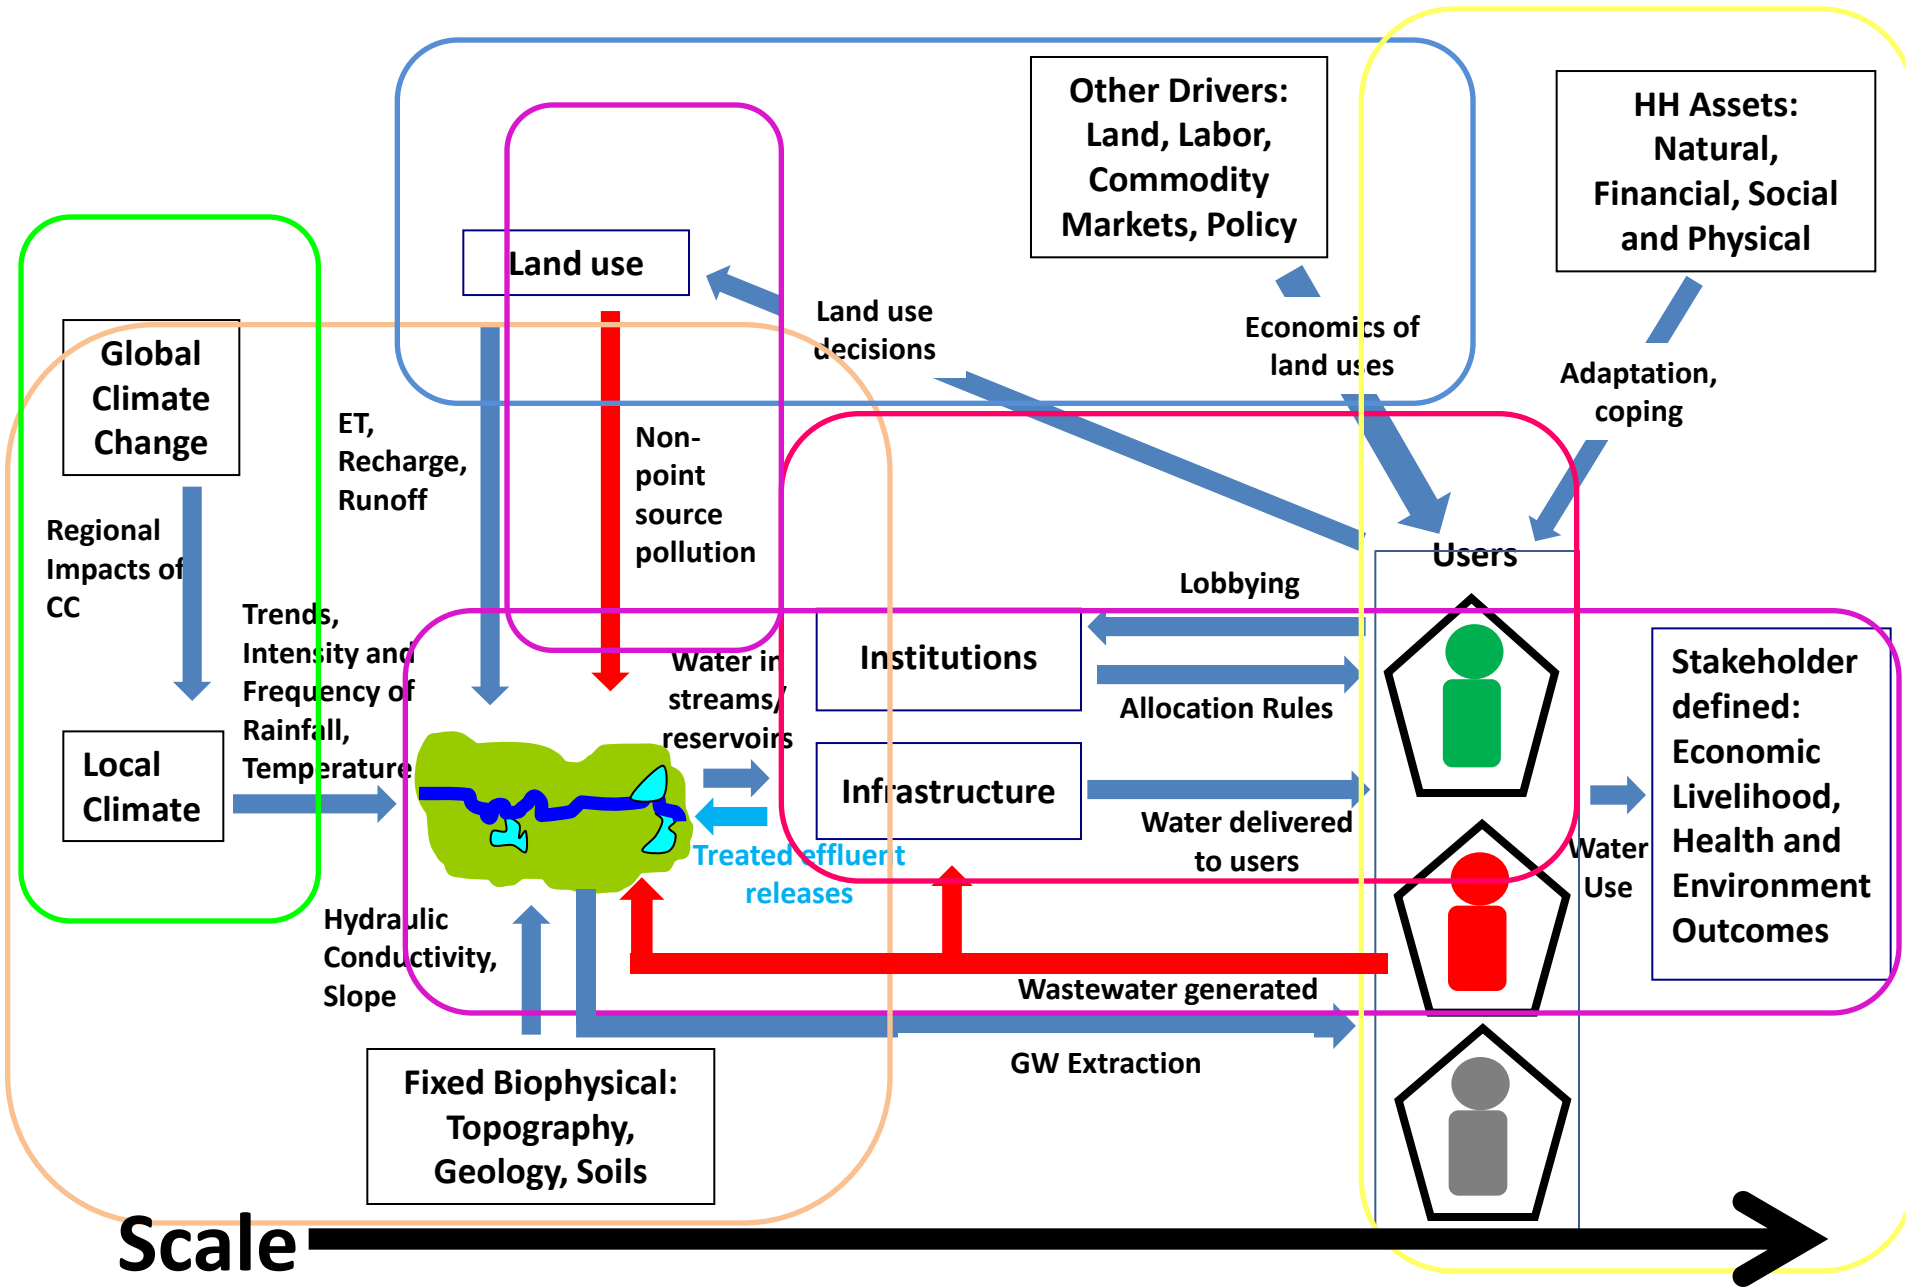 Other Drivers:
Land, Labor,
Commodity
Markets, Policy
HH Assets:
Natural,
Financial, Social
and Physical
Land use
Land use
decisions
Economics of
land uses
Adaptation,
coping
Global
Climate
Change
ET,
Recharge,
Runoff
Non-
point
source
pollution
Regional
Impacts of
CC
Users
Lobbying
Trends,
Intensity and
Frequency of
Rainfall,
Temperature
Water in
streams/
reservoirs
Institutions
Allocation Rules
Stakeholder
defined:
Economic
Livelihood,
Health and
Environment
Outcomes
Local
Climate
Infrastructure
Water delivered
to users
Water
Use
Treated effluent
releases
Hydraulic
Conductivity,
Slope
Wastewater generated
GW Extraction
Fixed Biophysical:
Topography,
Geology, Soils
Scale